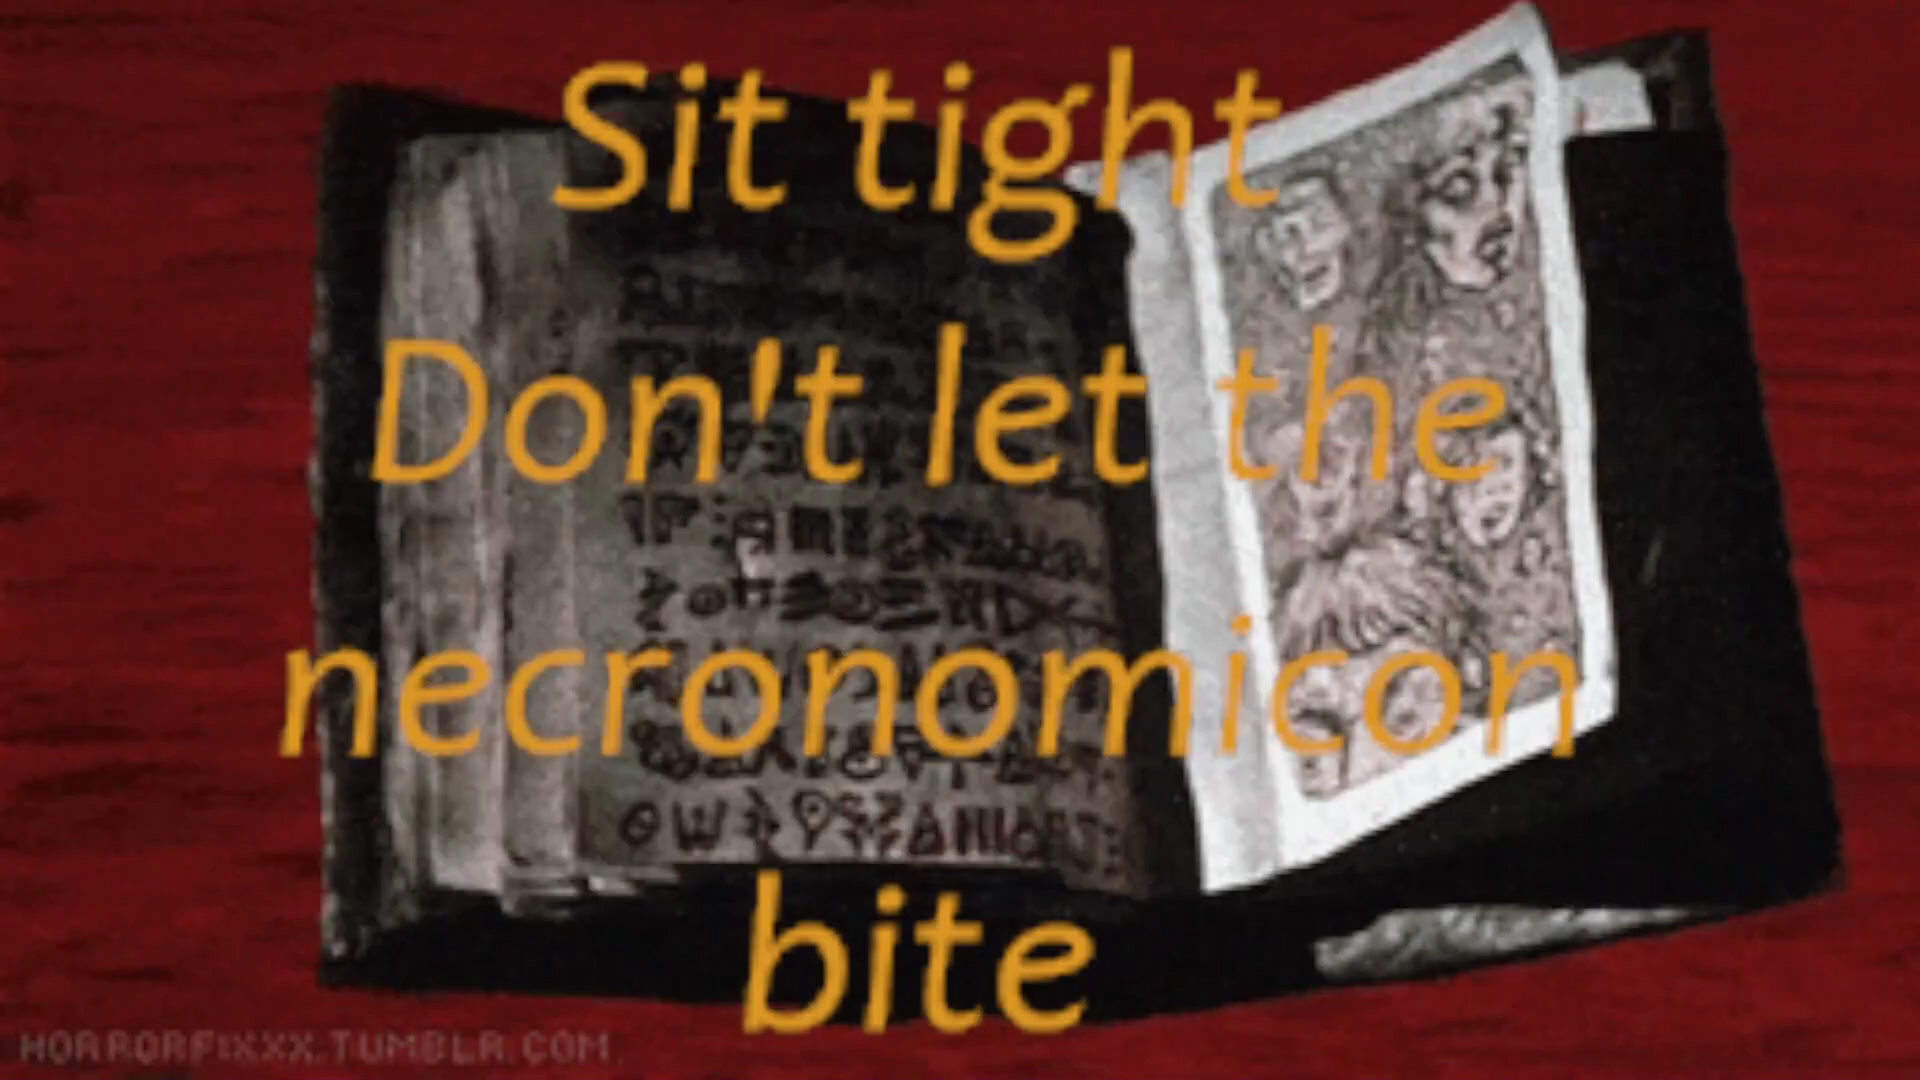 Sit tight
Don't let the
necronomicon
bite
HORRORFIXXX.TUMBLR.COM